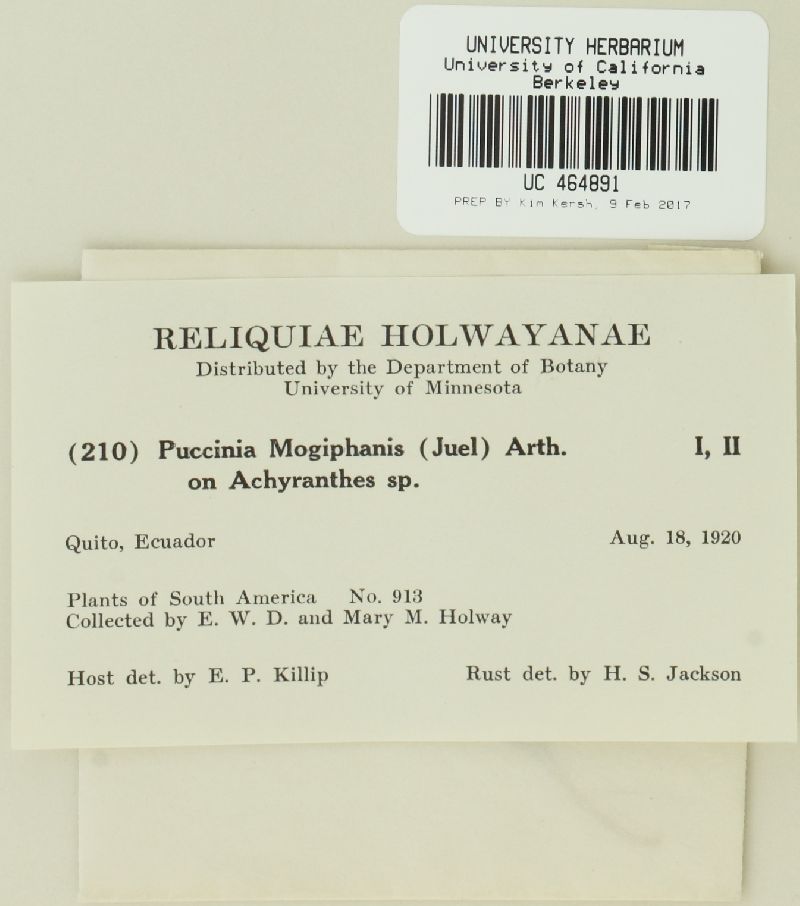 UNIVERSITY HERBARIUM
University of California
Berkeley
UC 464891
PREP BY Kim Kersh, 9 Feb 2017
RELIQUIAE HOLWAYANAE
Distributed by the Department of Botany
University of Minnesota
(210) Puccinia Mogiphanis (Juel) Arth. I, II
on Achyranthes sp.
Quito, Ecuador Aug. 18, 1920
Plants of South America No. 913
Collected by E. W. D. and Mary M. Holway
Host det. by E. P. Killip Rust det. by H. S. Jackson